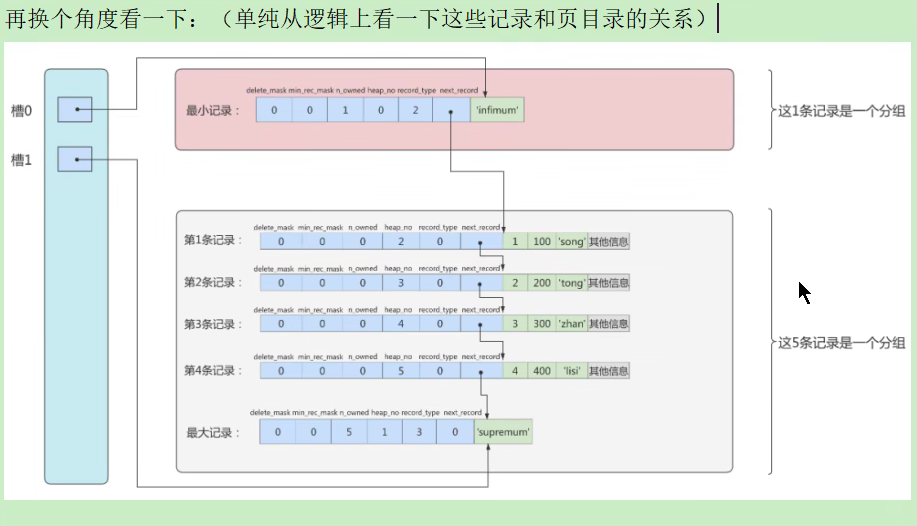 再换个角度看一下：（单纯从逻辑上看一下这些记录和页目录的关系）
槽0
槽1
delete_mask min_rec_mask n_owned heap_no record_type next_record
最小记录： 0 0 1 0 2 'infimum'
这1条记录是一个分组
delete_mask min_rec_mask n_owned heap_no record_type next_record
第1条记录： 0 0 0 2 0 1 100 'song' 其他信息
delete_mask min_rec_mask n_owned heap_no record_type next_record
第2条记录： 0 0 0 3 0 2 200 'tong' 其他信息
delete_mask min_rec_mask n_owned heap_no record_type next_record
第3条记录： 0 0 0 4 0 3 300 'zhan' 其他信息
delete_mask min_rec_mask n_owned heap_no record_type next_record
第4条记录： 0 0 0 5 0 4 400 'lisi' 其他信息
delete_mask min_rec_mask n_owned heap_no record_type next_record
最大记录： 0 0 5 1 3 0 'supremum'
这5条记录是一个分组